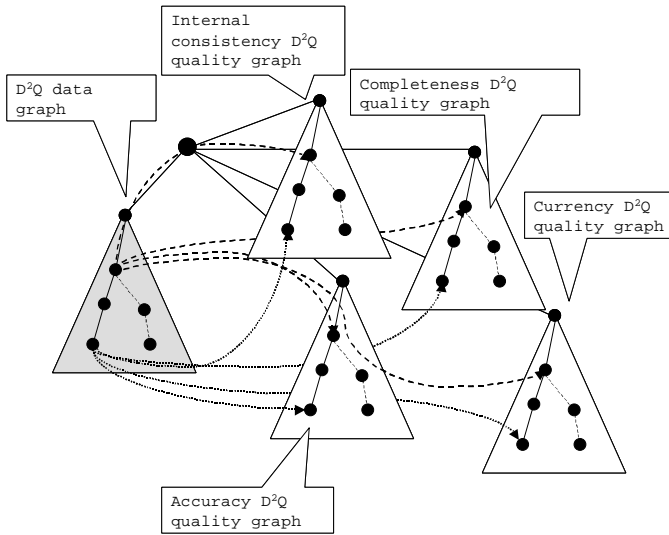 Internal
consistency D²Q
quality graph
D²Q data
graph
Completeness D²Q
quality graph
Currency D²Q
quality graph
Accuracy D²Q
quality graph